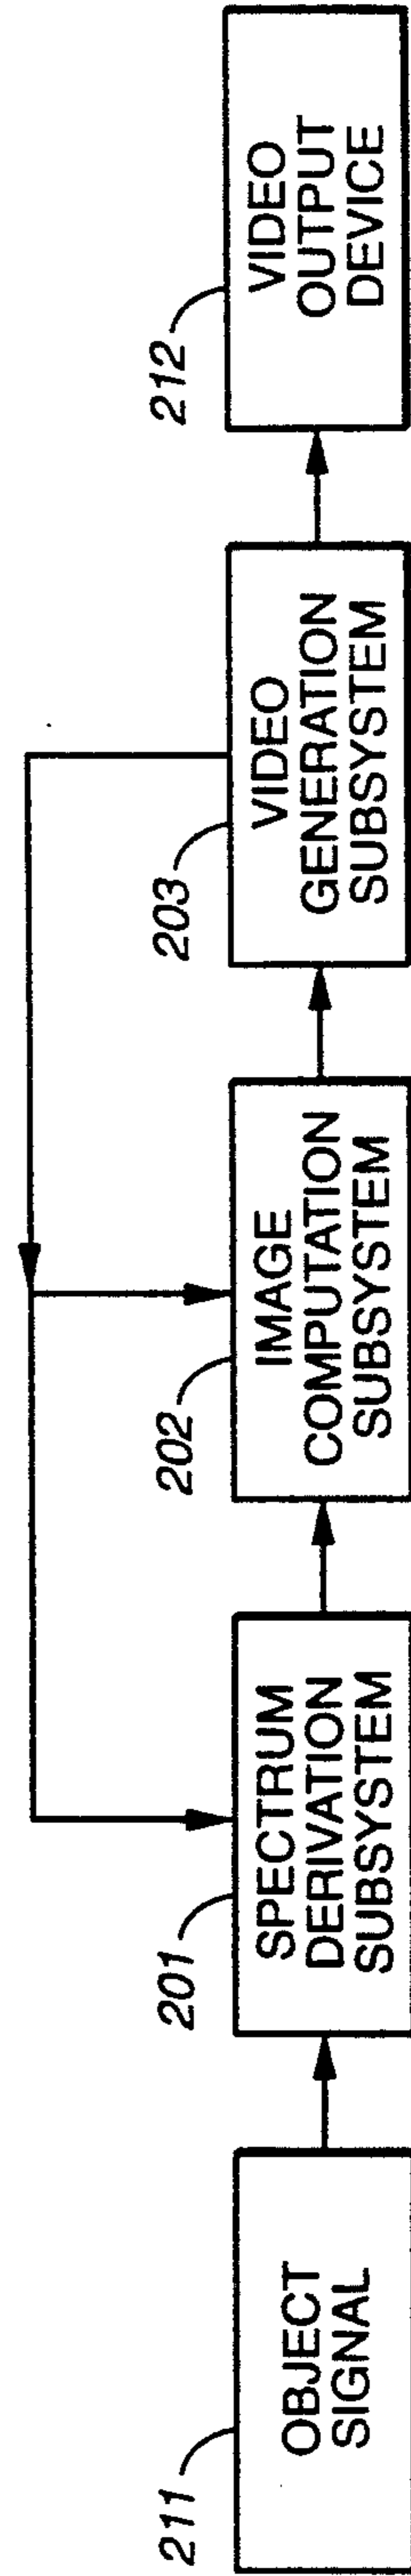 211
OBJECT
SIGNAL
201
SPECTRUM
DERIVATION
SUBSYSTEM
202
IMAGE
COMPUTATION
SUBSYSTEM
203
VIDEO
GENERATION
SUBSYSTEM
212
VIDEO
OUTPUT
DEVICE